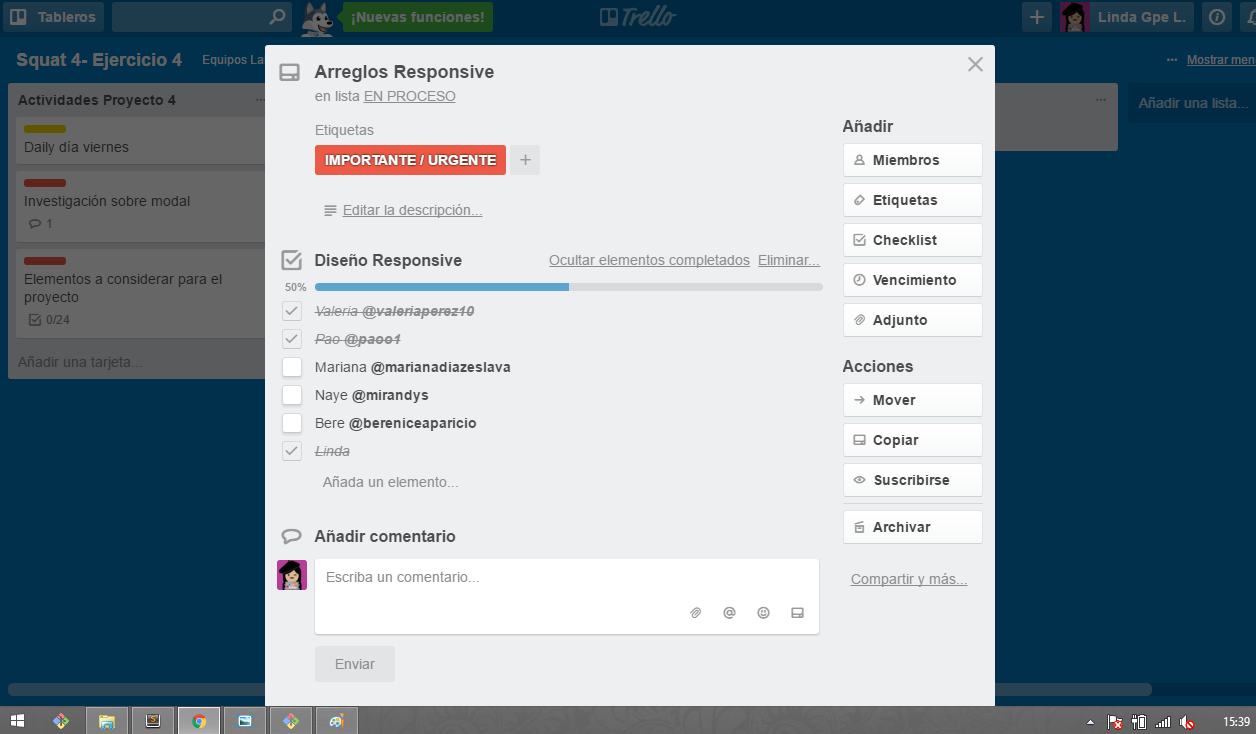 Tableros
¡Nuevas funciones!
Trello
Linda Gpe L.
Squat 4- Ejercicio 4
Equipos La
Mostrar men
Actividades Proyecto 4
Daily día viernes
Investigación sobre modal
1
Elementos a considerar para el
proyecto
0/24
Añadir una tarjeta...
Añadir una lista...
Arreglos Responsive
en lista EN PROCESO
Etiquetas
IMPORTANTE / URGENTE
Editar la descripción...
Diseño Responsive
Ocultar elementos completados Eliminar...
50%
Valeria @valeriaperez10
Pao @paoo1
Mariana @marianadiazeslava
Naye @mirandys
Bere @bereniceaparicio
Linda
Añada un elemento...
Añadir comentario
Escriba un comentario...
Enviar
Añadir
Miembros
Etiquetas
Checklist
Vencimiento
Adjunto
Acciones
Mover
Copiar
Suscribirse
Archivar
Compartir y más...
15:39